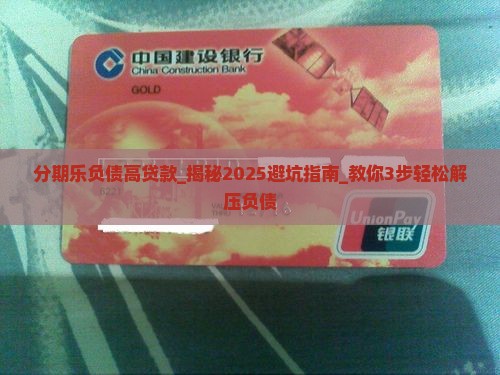 中国建设银行
China Construction Bank
GOLD
分期乐负债高贷款_揭秘2025避坑指南_教你3步轻松解
压负债
UnionPay
银联